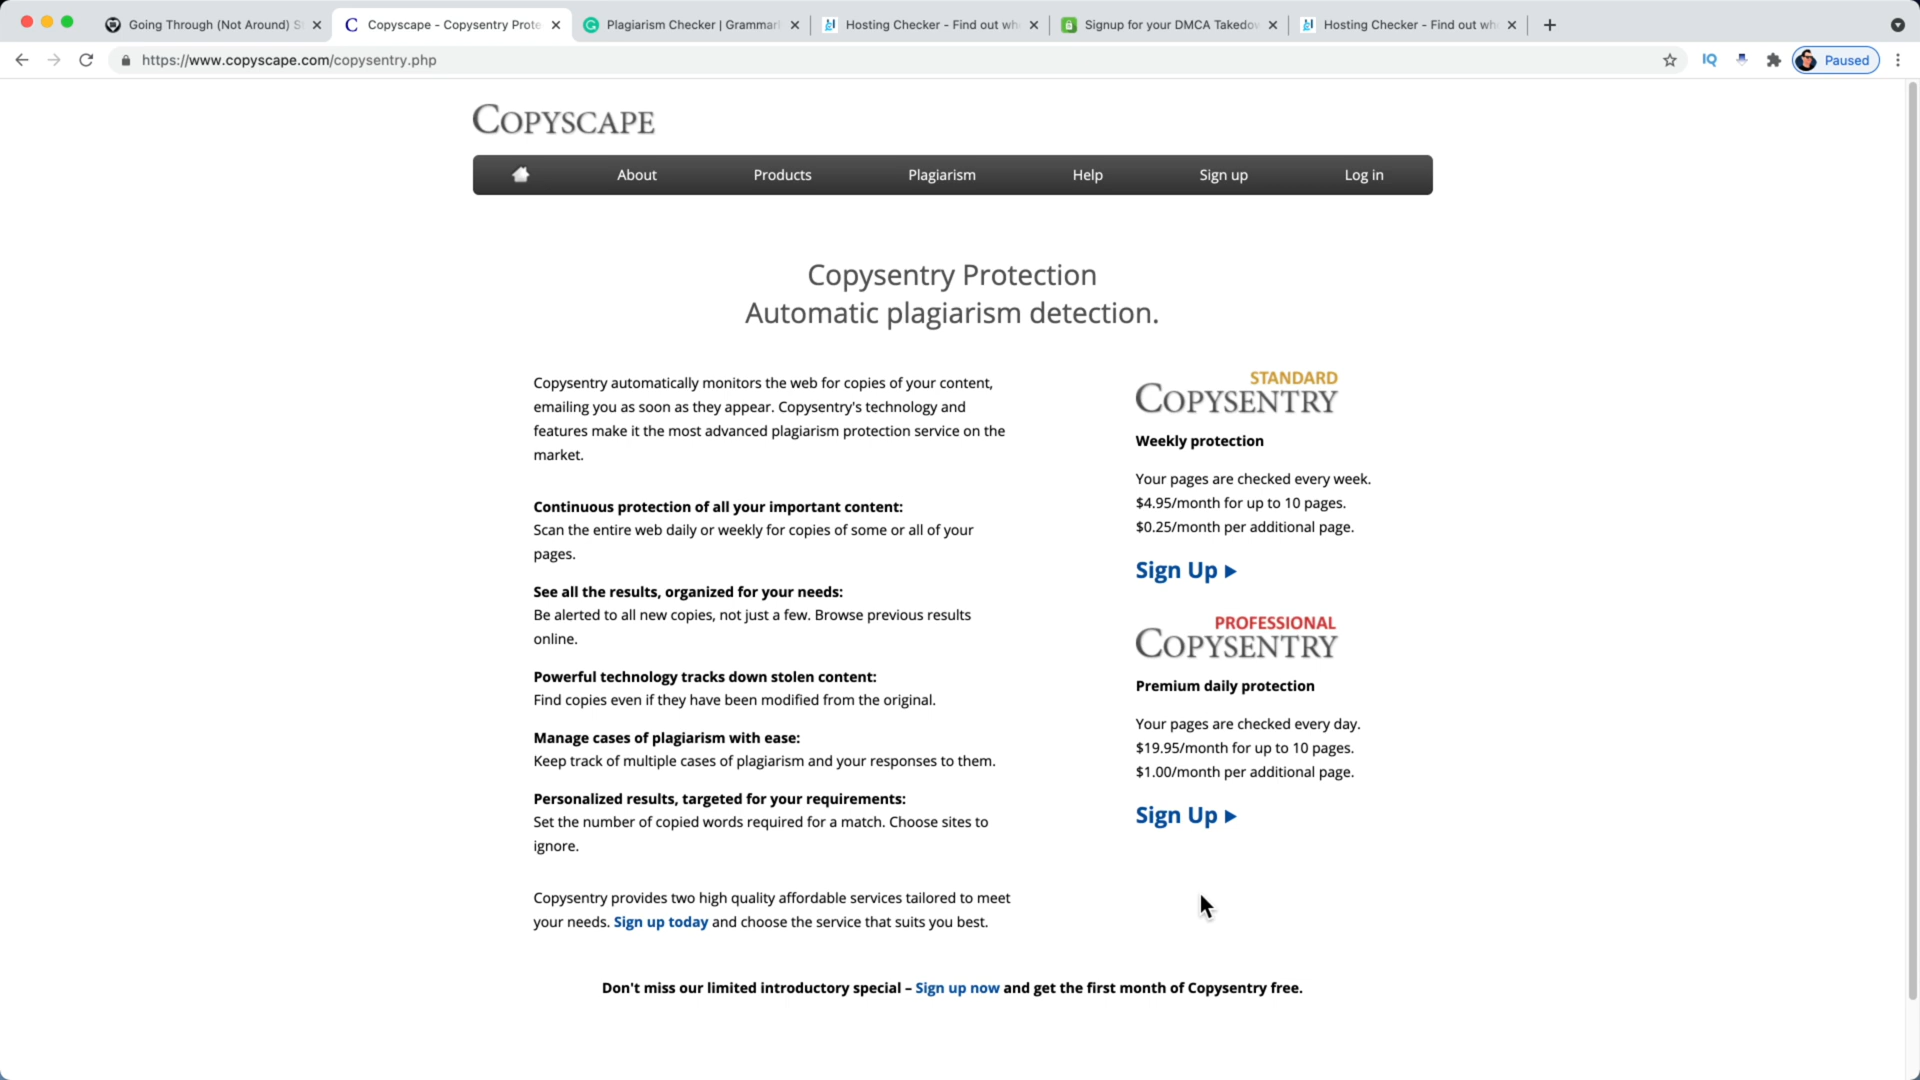 Going Through (Not Around) S
Copyscape - Copysentry Prote
Plagiarism Checker | Grammarl
Hosting Checker - Find out wh
Signup for your DMCA Takedow
Hosting Checker - Find out wh
https://www.copyscape.com/copysentry.php
IQ
Paused
COPYSCAPE
About
Products
Plagiarism
Help
Sign up
Log in
Copysentry Protection
Automatic plagiarism detection.
Copysentry automatically monitors the web for copies of your content,
emailing you as soon as they appear. Copysentry's technology and
features make it the most advanced plagiarism protection service on the
market.
Continuous protection of all your important content:
Scan the entire web daily or weekly for copies of some or all of your
pages.
See all the results, organized for your needs:
Be alerted to all new copies, not just a few. Browse previous results
online.
Powerful technology tracks down stolen content:
Find copies even if they have been modified from the original.
Manage cases of plagiarism with ease:
Keep track of multiple cases of plagiarism and your responses to them.
Personalized results, targeted for your requirements:
Set the number of copied words required for a match. Choose sites to
ignore.
Copysentry provides two high quality affordable services tailored to meet
your needs. Sign up today and choose the service that suits you best.
STANDARD
COPYSENTRY
Weekly protection
Your pages are checked every week.
$4.95/month for up to 10 pages.
$0.25/month per additional page.
Sign Up
PROFESSIONAL
COPYSENTRY
Premium daily protection
Your pages are checked every day.
$19.95/month for up to 10 pages.
$1.00/month per additional page.
Sign Up
Don't miss our limited introductory special – Sign up now and get the first month of Copysentry free.